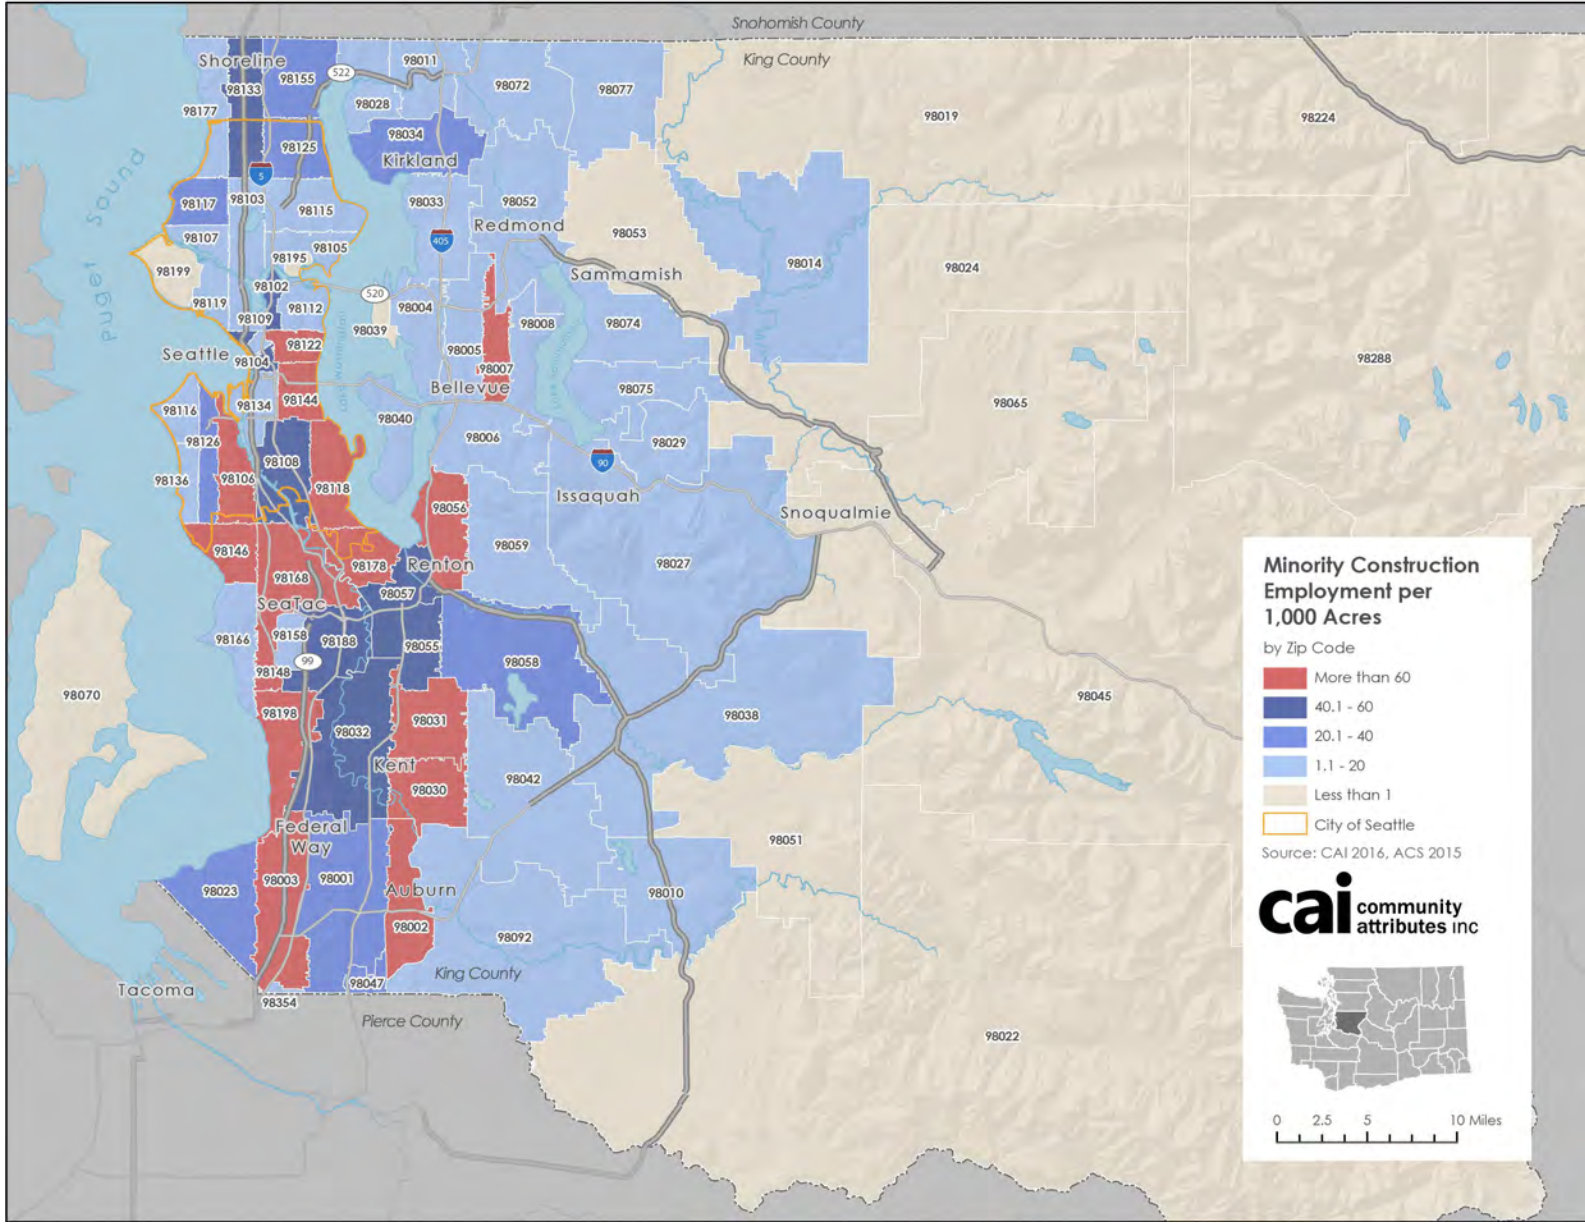 Snohomish County
King County
Shoreline
98133
98155
522
98011
98072
98077
98177
98028
98019
98224
98125
98034
Kirkland
5
98117
98103
98115
98033
98052
Redmond
98107
98105
405
98053
98195
98199
98014
98024
Sammamish
98102
520
98119
98112
98004
98109
98008
98074
98039
Puget Sound
98122
Seattle
98104
98005
98007
98288
Bellevue
98075
98144
98065
98116
98134
98040
98126
98006
98029
98108
90
98136
98106
98118
Issaquah
98056
Snoqualmie
98146
98059
98168
98178
Renton
98027
98057
SeaTac
98166
98158
98188
98055
99
98058
98148
98070
98045
98198
98031
98038
98032
Kent
98042
98030
Federal
Way
98051
98023
98003
98001
Auburn
98010
98002
98092
King County
98047
Tacoma
98354
Pierce County
98022
Minority Construction
Employment per
1,000 Acres
by Zip Code
More than 60
40.1 - 60
20.1 - 40
1.1 - 20
Less than 1
City of Seattle
Source: CAI 2016, ACS 2015
cai community
attributes inc
0 2.5 5 10 Miles